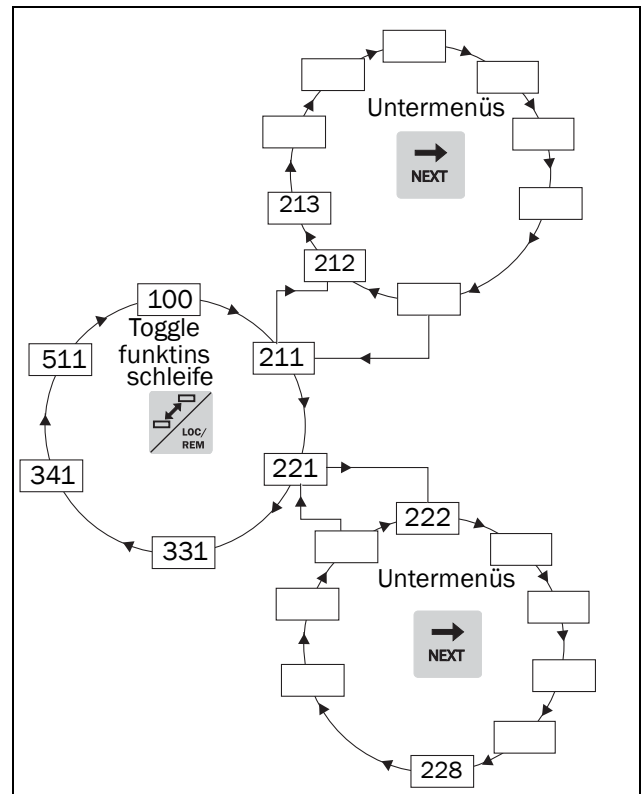 Untermenüs
NEXT
213
212
100
Toggle
funktins
schleife
511
211
LOC/
REM
341
221
331
222
Untermenüs
NEXT
228